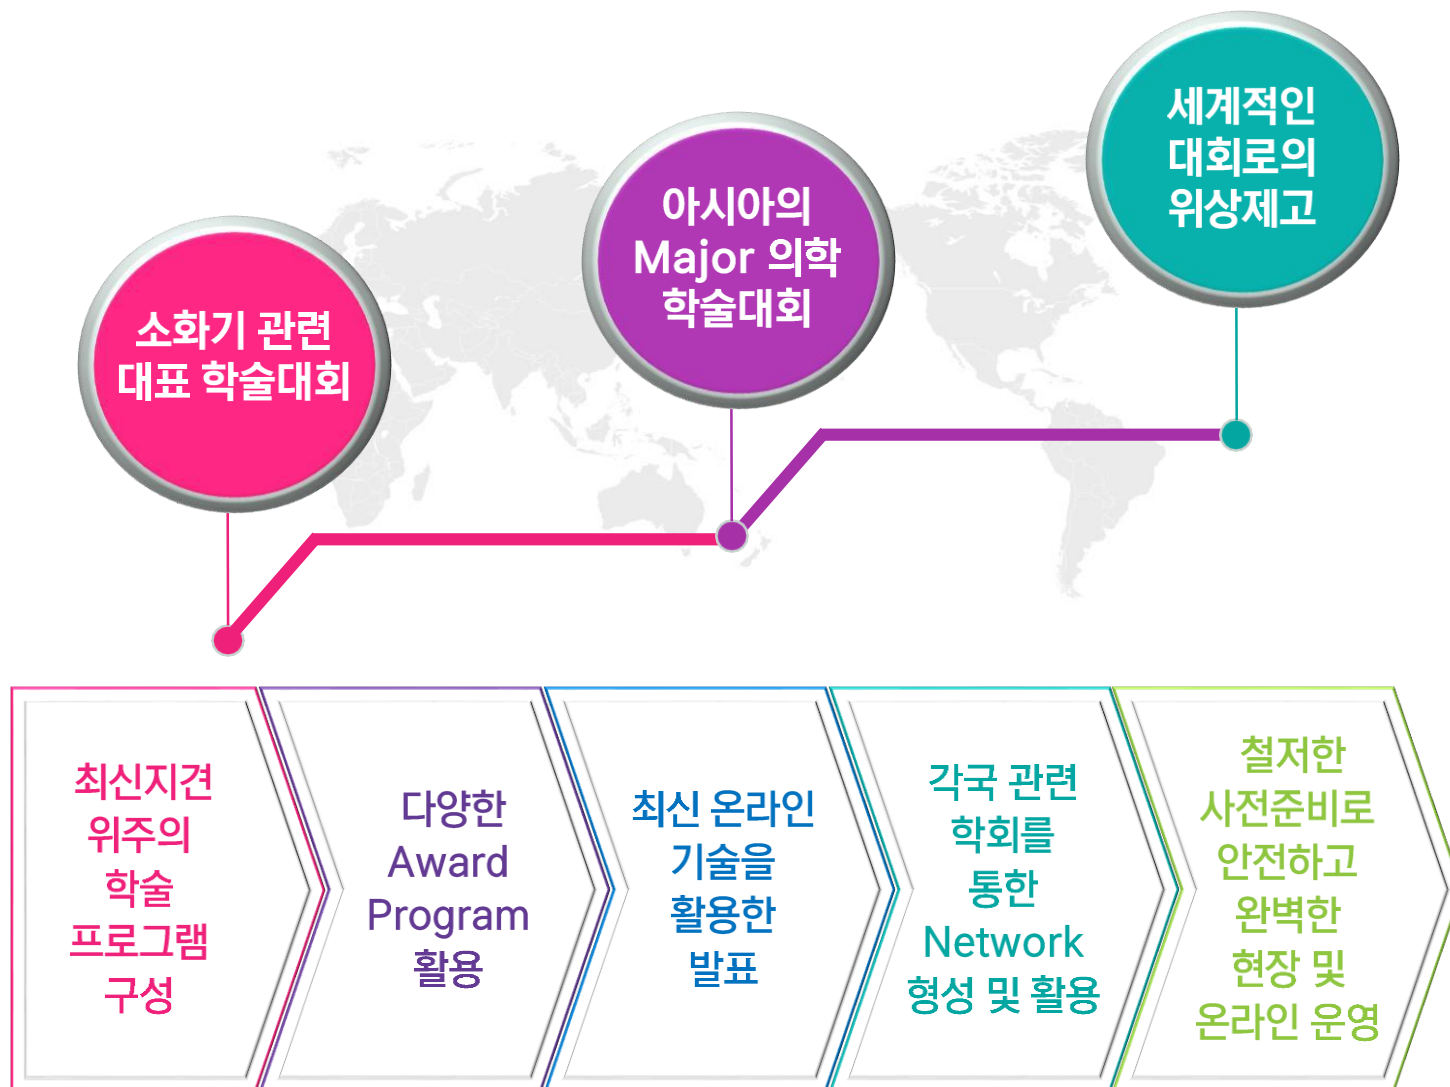 소화기 관련
대표 학술대회
아시아의
Major 의학
학술대회
세계적인
대회로의
위상제고
최신지견
위주의
학술
프로그램
구성
다양한
Award
Program
활용
최신 온라인
기술을
활용한
발표
각국 관련
학회를
통한
Network
형성 및 활용
철저한
사전준비로
안전하고
완벽한
현장 및
온라인 운영